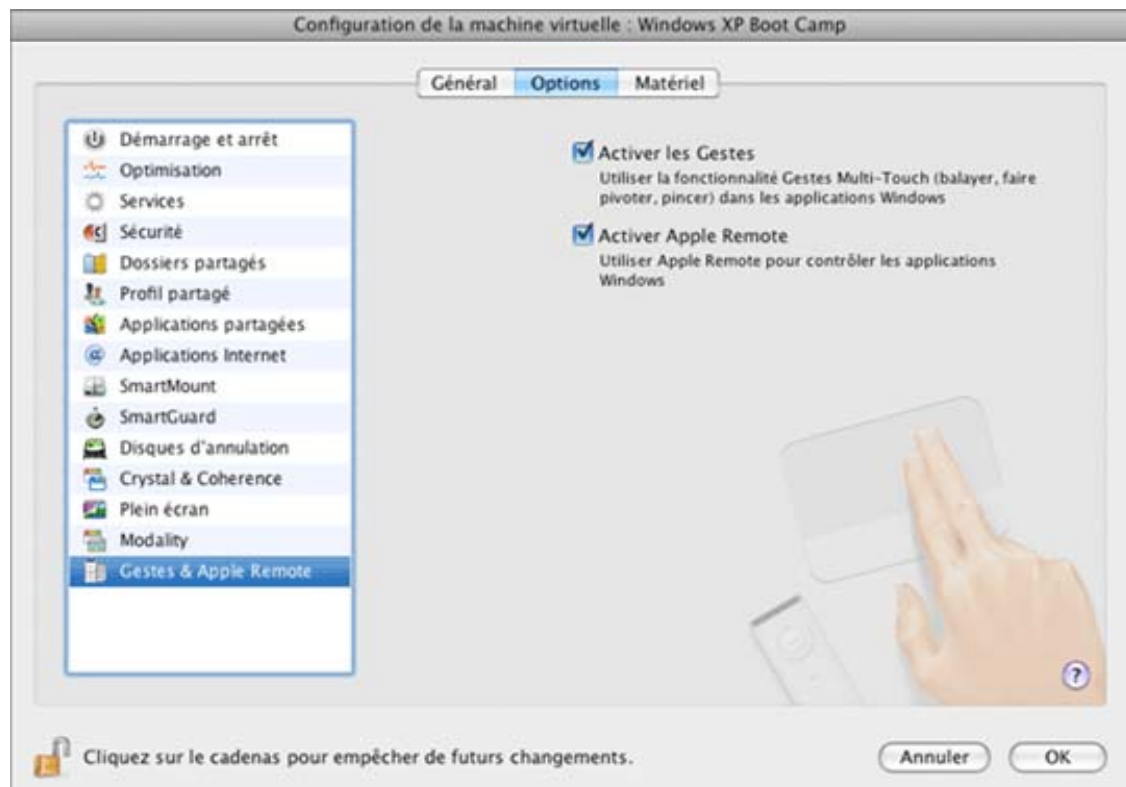 Configuration de la machine virtuelle : Windows XP Boot Camp
Général
Options
Matériel
Démarrage et arrêt
Optimisation
Services
Sécurité
Dossiers partagés
Profil partagé
Applications partagées
Applications Internet
SmartMount
SmartGuard
Disques d'annulation
Crystal & Coherence
Plein écran
Modality
Gestes & Apple Remote
Activer les Gestes
Utiliser la fonctionnalité Gestes Multi-Touch (balayer, faire
pivoter, pincer) dans les applications Windows
Activer Apple Remote
Utiliser Apple Remote pour contrôler les applications
Windows
?
Cliquez sur le cadenas pour empêcher de futurs changements.
Annuler
OK